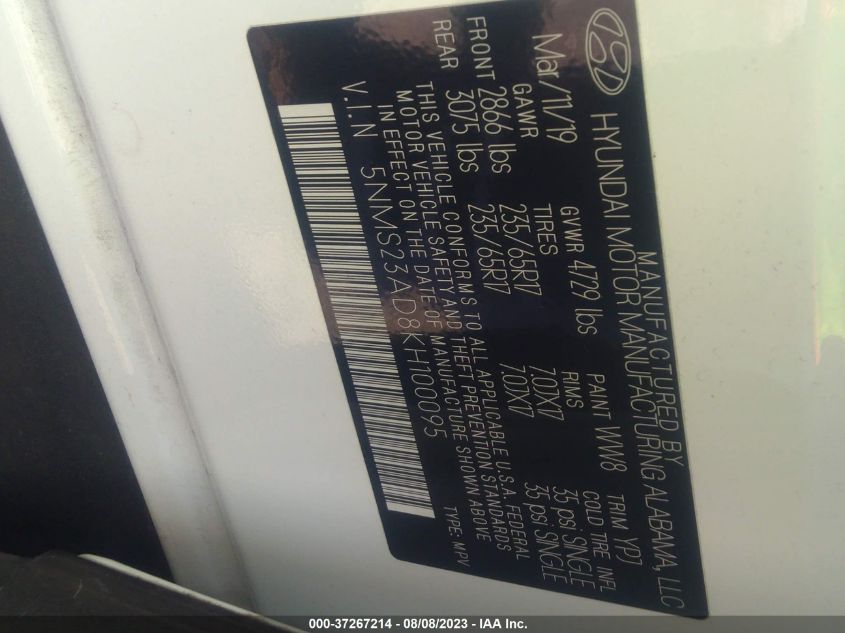 MANUFACTURED BY
HYUNDAI MOTOR MANUFACTURING ALABAMA, LLC
Mar/11/19 GVWR 4729 lbs PAINT WW8 TRIM YPJ
GAWR TIRES RIMS COLD TIRE INFL
FRONT 2866 lbs 235/65R17 7.0JX17 35 psi SINGLE
REAR 3075 lbs 235/65R17 7.0JX17 35 psi SINGLE
THIS VEHICLE CONFORMS TO ALL APPLICABLE U.S.A. FEDERAL
MOTOR VEHICLE SAFETY AND THEFT PREVENTION STANDARDS
IN EFFECT ON THE DATE OF MANUFACTURE SHOWN ABOVE
V.I.N 5NMS23AD8KH100095 TYPE: MPV
000-37267214 - 08/08/2023 - IAA Inc.